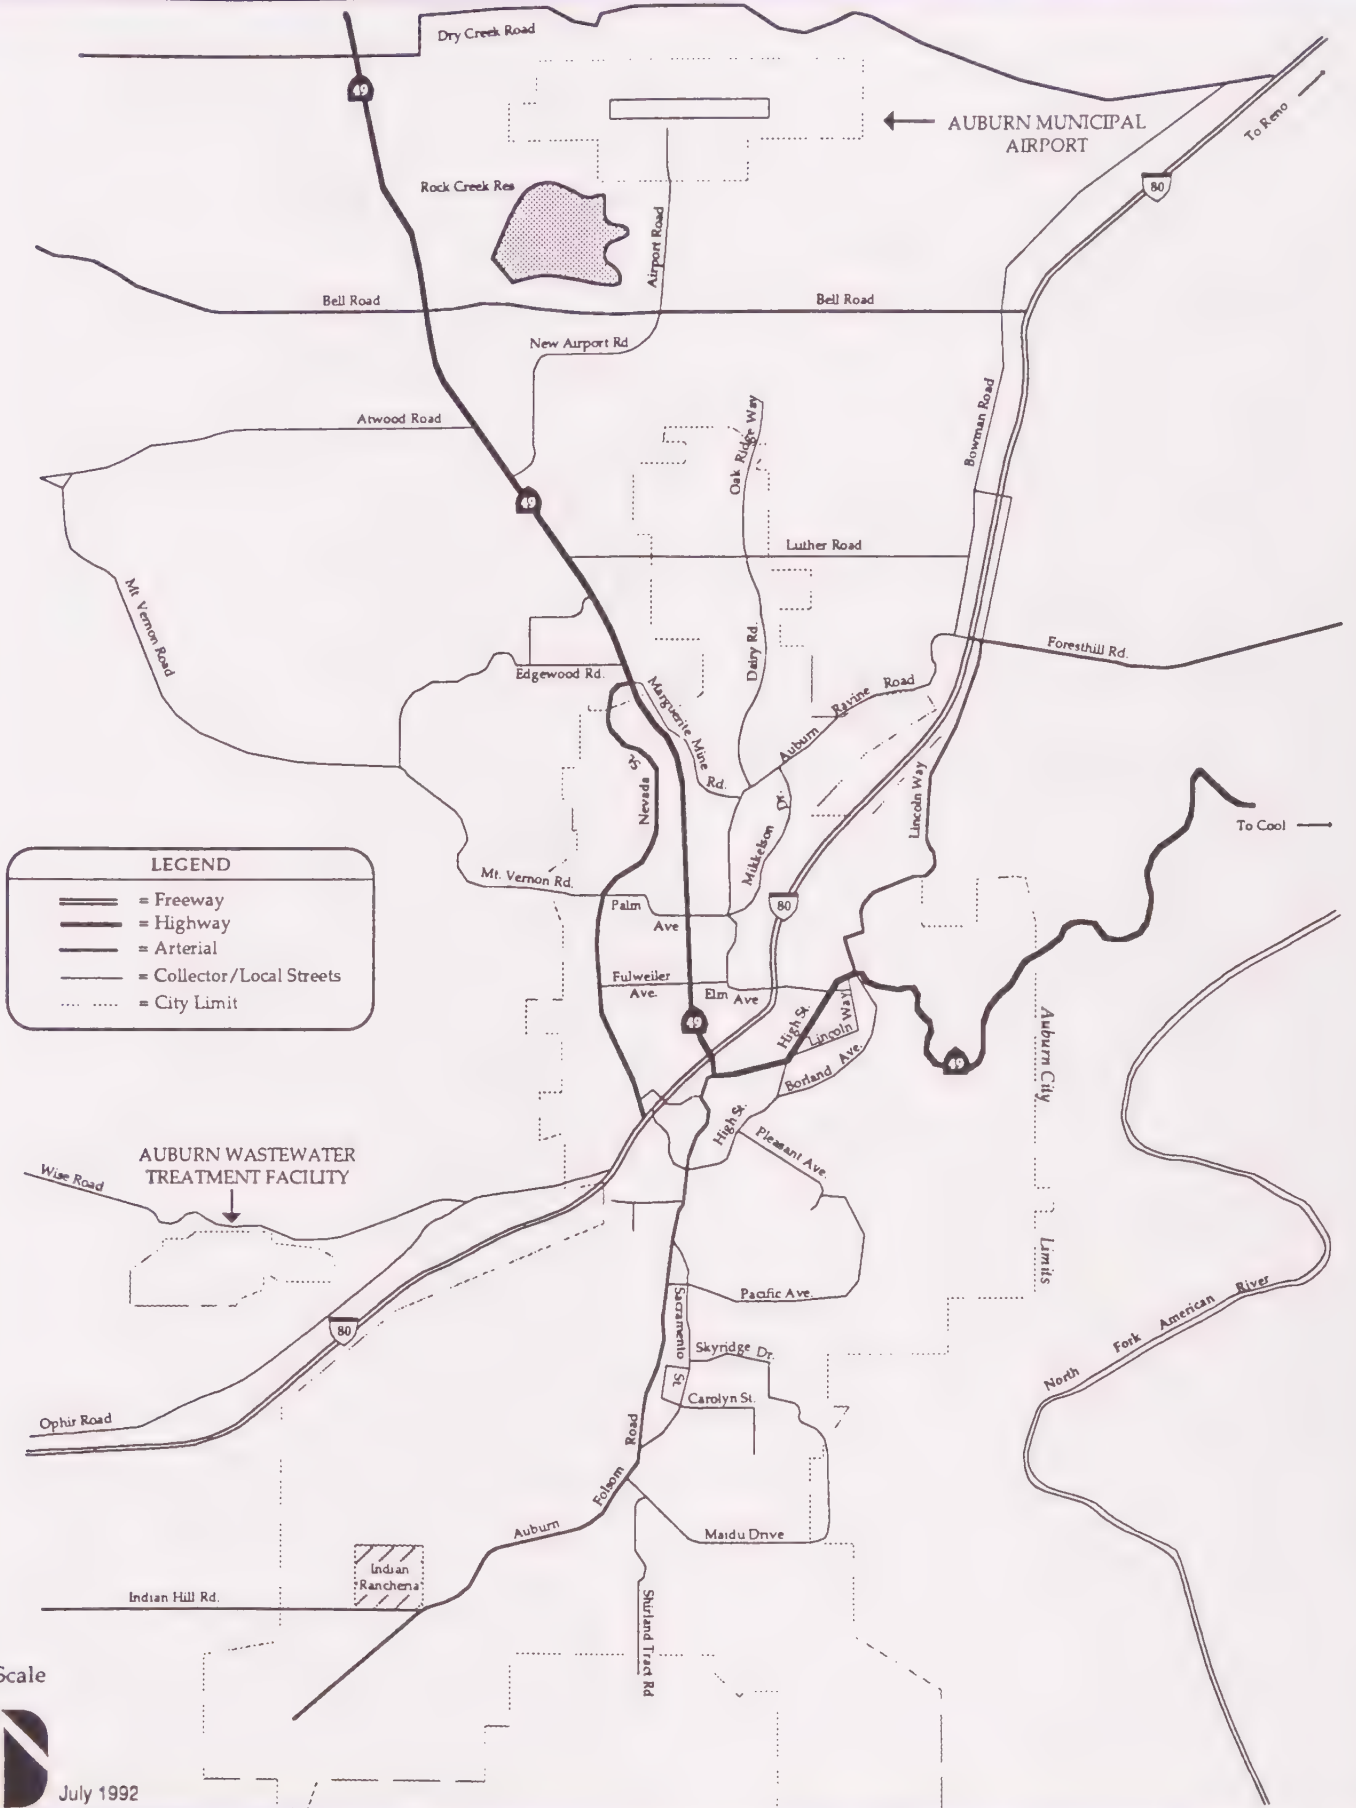 Dry Creek Road
49
AUBURN MUNICIPAL
AIRPORT
To Reno
80
Rock Creek Res
Airport Road
Bell Road
Bell Road
New Airport Rd
Atwood Road
Oak Ridge Way
Bowman Road
49
Luther Road
Mt Vernon Road
Dairy Rd.
Foresthill Rd.
Edgewood Rd.
Marguerite Mine
Rd.
Auburn Ravine Road
Nevada St.
Lincoln Way
Mikkelson Dr.
To Cool
LEGEND
= Freeway
= Highway
= Arterial
= Collector/Local Streets
= City Limit
Mt. Vernon Rd.
Palm
Ave
80
Fulweiler
Ave.
Elm Ave
High St.
Lincoln Way
49
Borland Ave.
49
Auburn City
Limits
High St.
Pleasant Ave.
AUBURN WASTEWATER
TREATMENT FACILITY
Wise Road
Pacific Ave.
Sacramento
St.
80
Skyridge Dr.
Carolyn St.
North Fork American River
Ophir Road
Auburn Folsom Road
Maidu Drive
Indian
Rancheria
Indian Hill Rd.
Shirland Tract Rd
Scale
July 1992